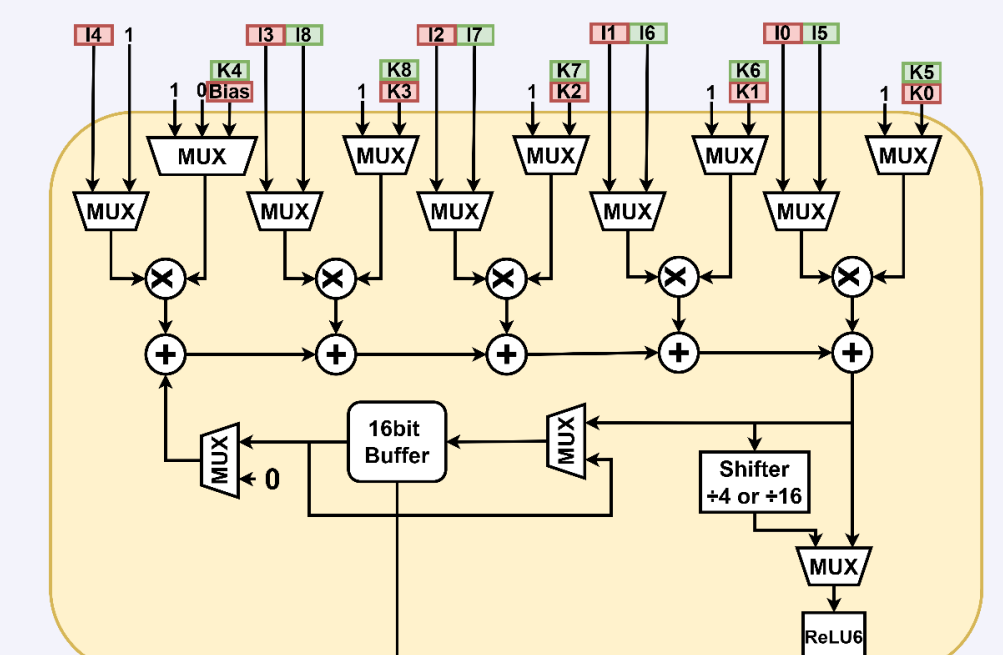 I4 1 I3 I8 I2 I7 I1 I6 I0 I5
K4 K8 K7 K6 K5
1 0 Bias 1 K3 1 K2 1 K1 1 K0
MUX MUX MUX MUX MUX
MUX MUX MUX MUX MUX
X X X X X
+ + + + +
MUX
0
16bit
Buffer
MUX
Shifter
÷4 or ÷16
MUX
ReLU6